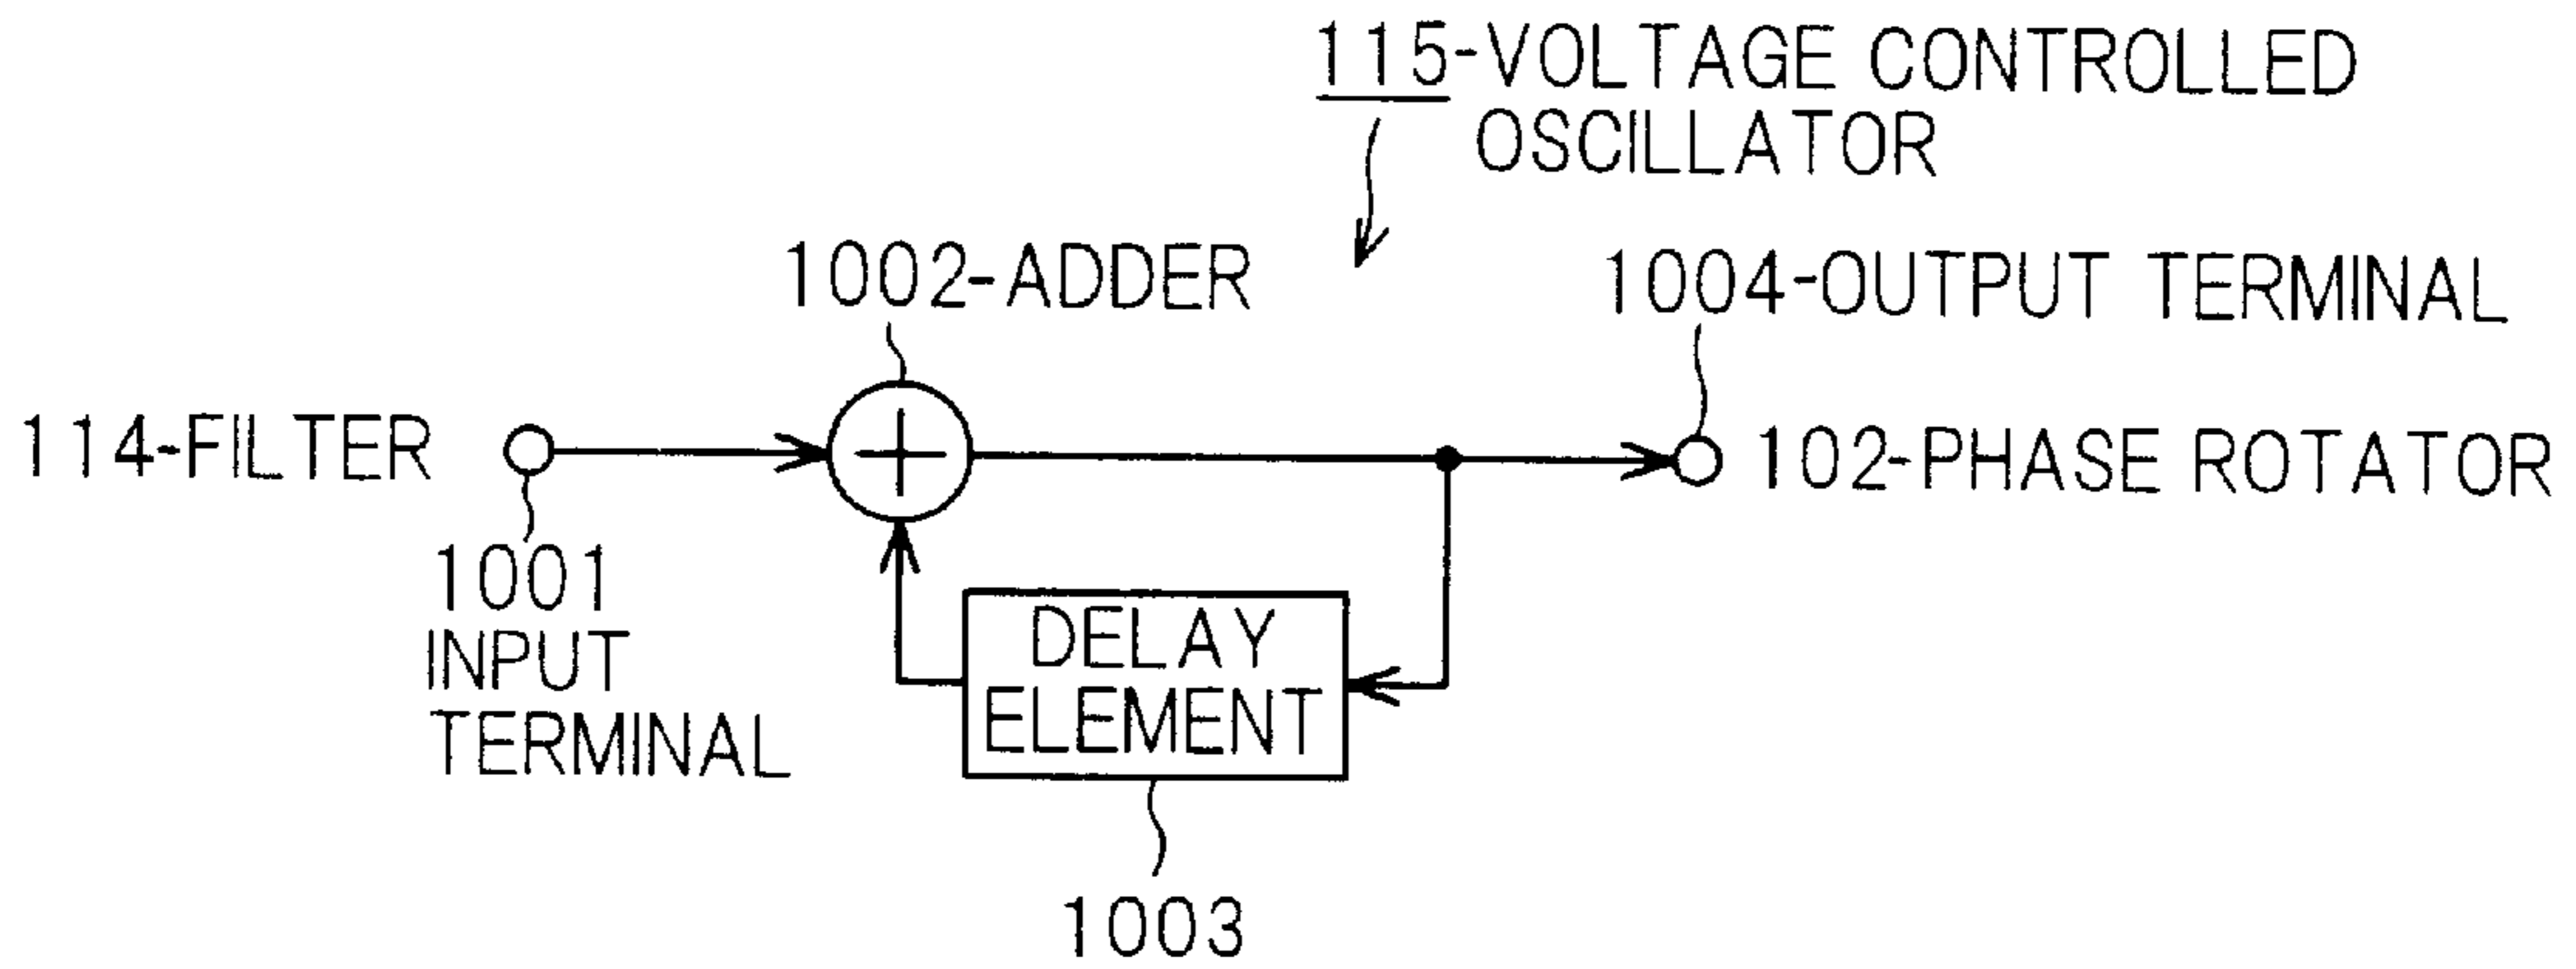 115-VOLTAGE CONTROLLED
OSCILLATOR
1002-ADDER
1004-OUTPUT TERMINAL
114-FILTER
102-PHASE ROTATOR
1001
INPUT
TERMINAL
DELAY
ELEMENT
1003